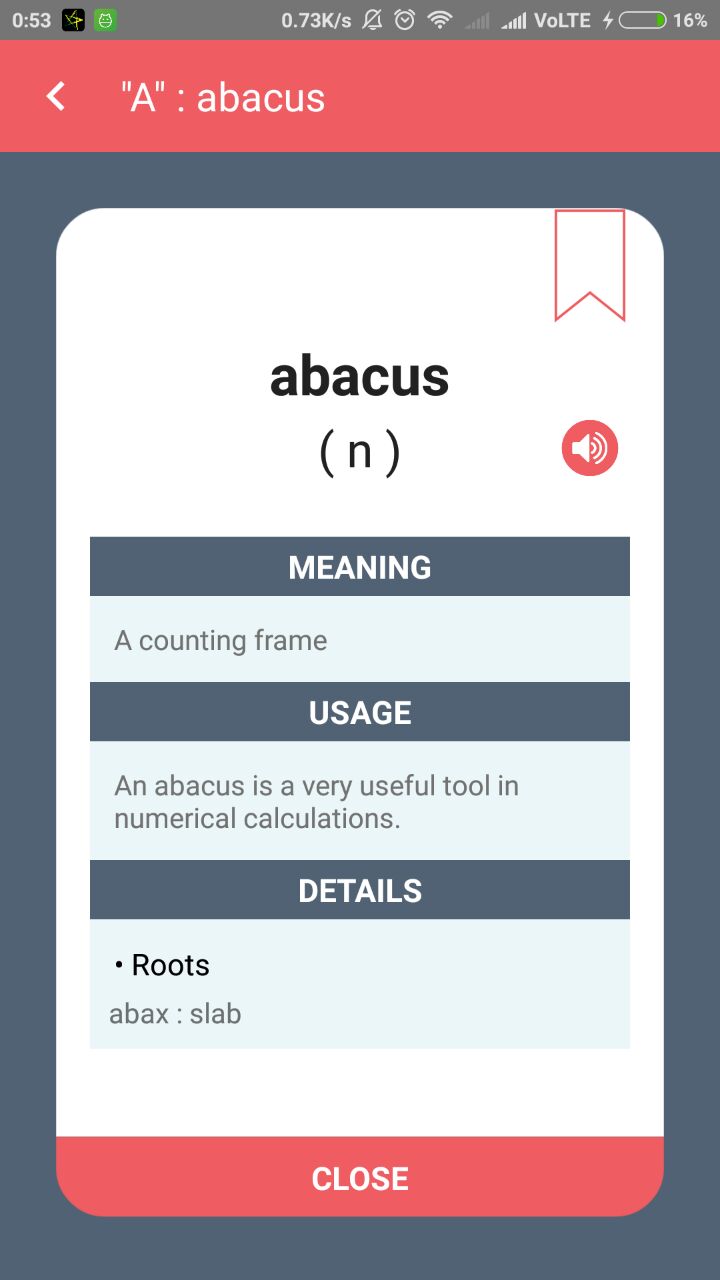 0:53 0.73K/s VoLTE 16%
"A" : abacus
abacus
( n )
MEANING
A counting frame
USAGE
An abacus is a very useful tool in
numerical calculations.
DETAILS
• Roots
abax : slab
CLOSE